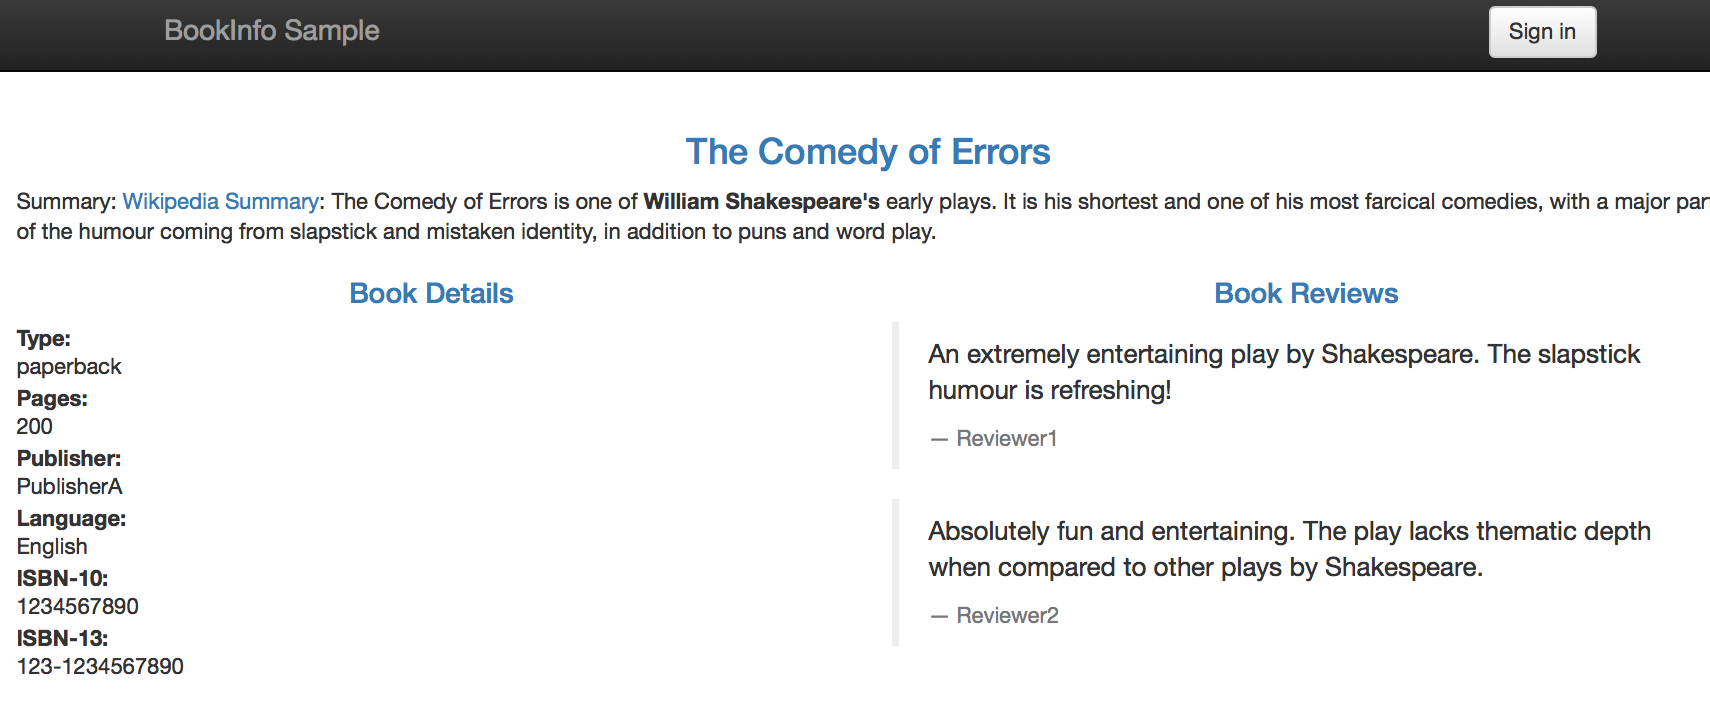 BookInfo Sample
Sign in
The Comedy of Errors
Summary: Wikipedia Summary: The Comedy of Errors is one of William Shakespeare's early plays. It is his shortest and one of his most farcical comedies, with a major
of the humour coming from slapstick and mistaken identity, in addition to puns and word play.
Book Details
Type:
paperback
Pages:
200
Publisher:
PublisherA
Language:
English
ISBN-10:
1234567890
ISBN-13:
123-1234567890
Book Reviews
An extremely entertaining play by Shakespeare. The slapstick
humour is refreshing!
— Reviewer1
Absolutely fun and entertaining. The play lacks thematic depth
when compared to other plays by Shakespeare.
— Reviewer2